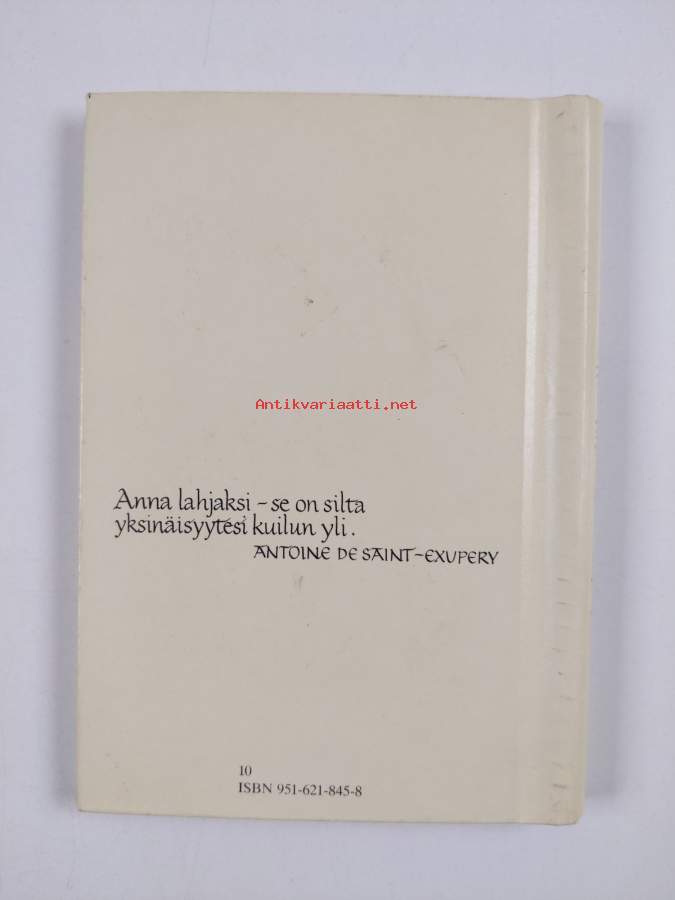 Antikvariaatti.net
Anna lahjaksi – se on silta
yksinäisyytesi kuilun yli.
ANTOINE DE SAINT-EXUPERY
10
ISBN 951-621-845-8